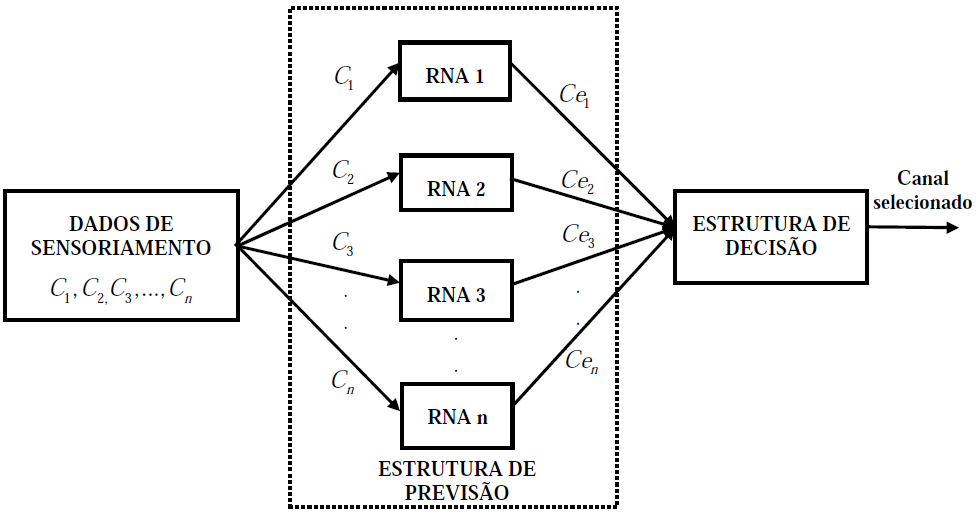 DADOS DE
SENSORIAMENTO
C₁, C₂, C₃,..., Cₙ
C₁
C₂
C₃
Cₙ
RNA 1
RNA 2
RNA 3
RNA n
ESTRUTURA DE
PREVISÃO
Ce₁
Ce₂
Ce₃
Ceₙ
ESTRUTURA DE
DECISÃO
Canal
selecionado